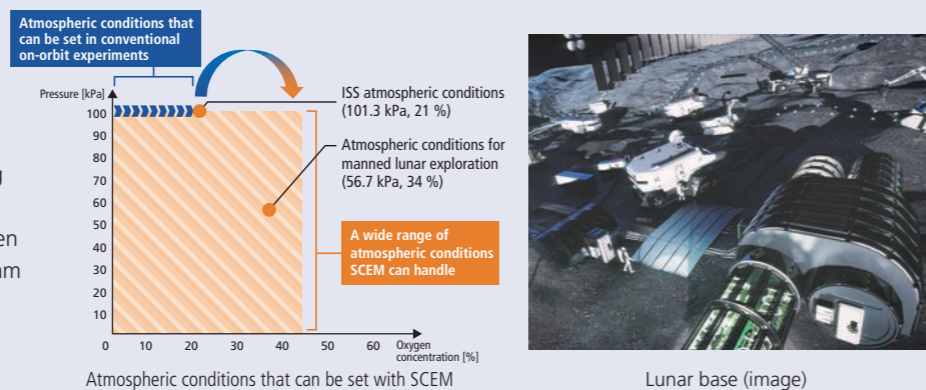 Atmospheric conditions that
can be set in conventional
on-orbit experiments
Pressure [kPa]
100
90
80
70
60
50
40
30
20
10
0
10
20
30
40
50
60
Oxygen
concentration [%]
ISS atmospheric conditions
(101.3 kPa, 21 %)
Atmospheric conditions for
manned lunar exploration
(56.7 kPa, 34 %)
A wide range of
atmospheric conditions
SCEM can handle
Atmospheric conditions that can be set with SCEM
Lunar base (image)